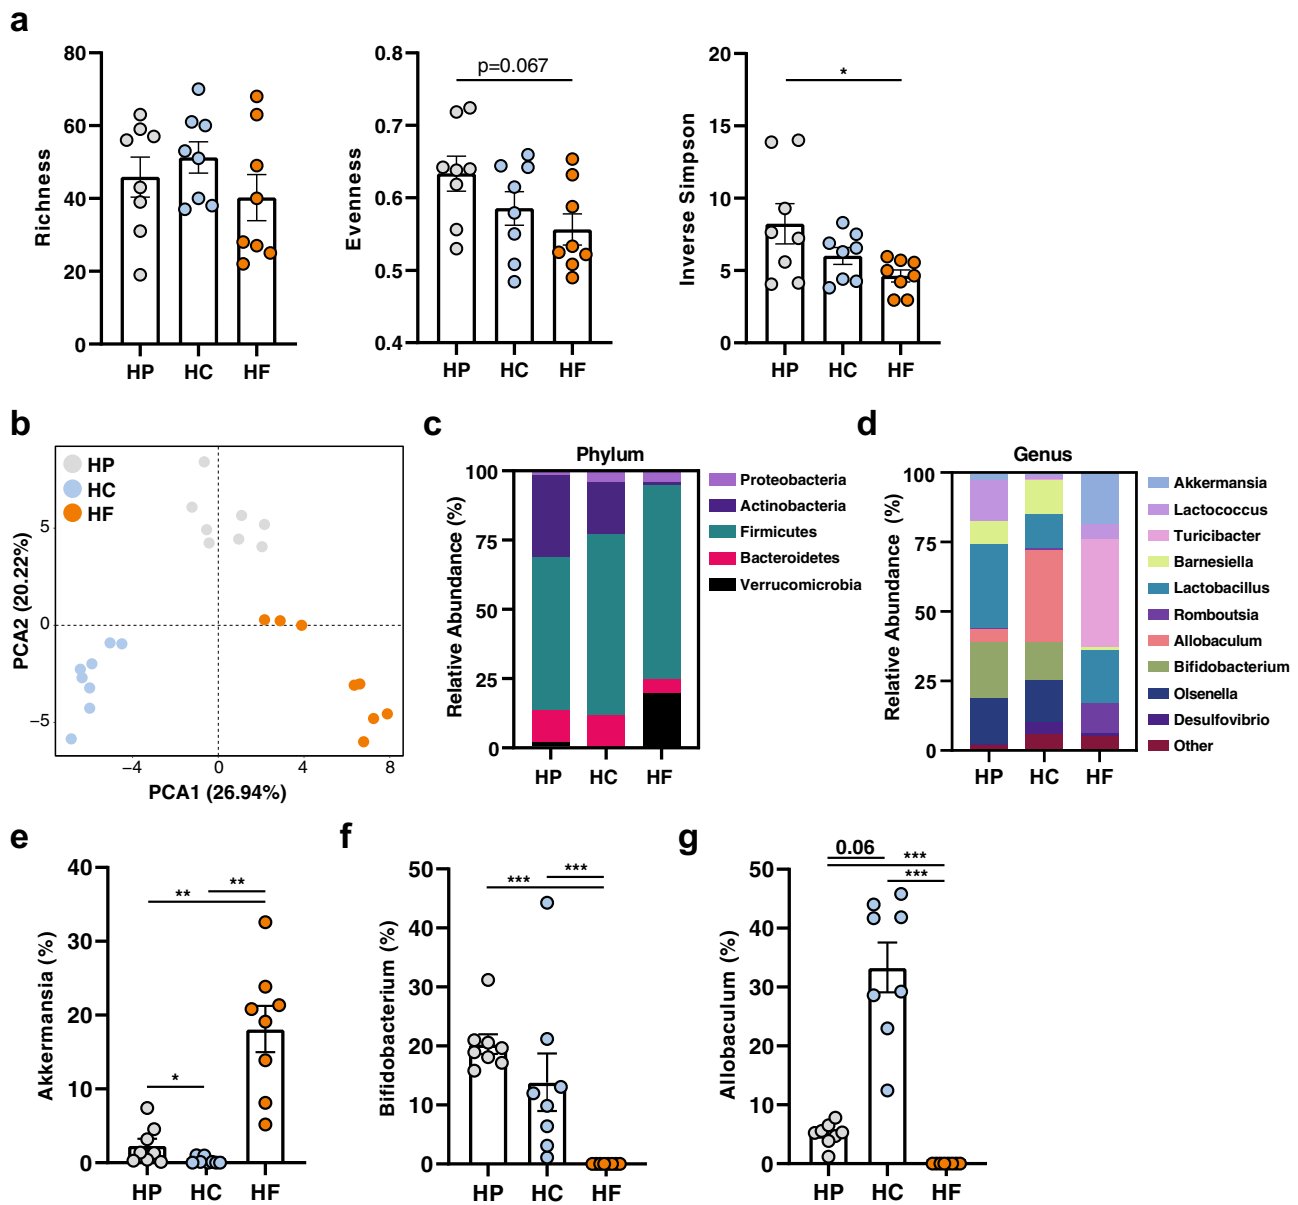 a
80
60
40
20
0
Richness
HP HC HF
0.8
0.7
0.6
0.5
0.4
Evenness
p=0.067
HP HC HF
20
15
10
5
0
Inverse Simpson
*
HP HC HF
b
HP
HC
HF
5
0
−5
PCA2 (20.22%)
−4 0 4 8
PCA1 (26.94%)
c
Phylum
100
75
50
25
0
Relative Abundance (%)
HP HC HF
Proteobacteria
Actinobacteria
Firmicutes
Bacteroidetes
Verrucomicrobia
d
Genus
100
75
50
25
0
Relative Abundance (%)
HP HC HF
Akkermansia
Lactococcus
Turicibacter
Barnesiella
Lactobacillus
Romboutsia
Allobaculum
Bifidobacterium
Olsenella
Desulfovibrio
Other
e
40
30
20
10
0
Akkermansia (%)
**
**
*
HP HC HF
f
50
40
30
20
10
0
Bifidobacterium (%)
***
***
HP HC HF
g
50
40
30
20
10
0
Allobaculum (%)
0.06
***
***
HP HC HF